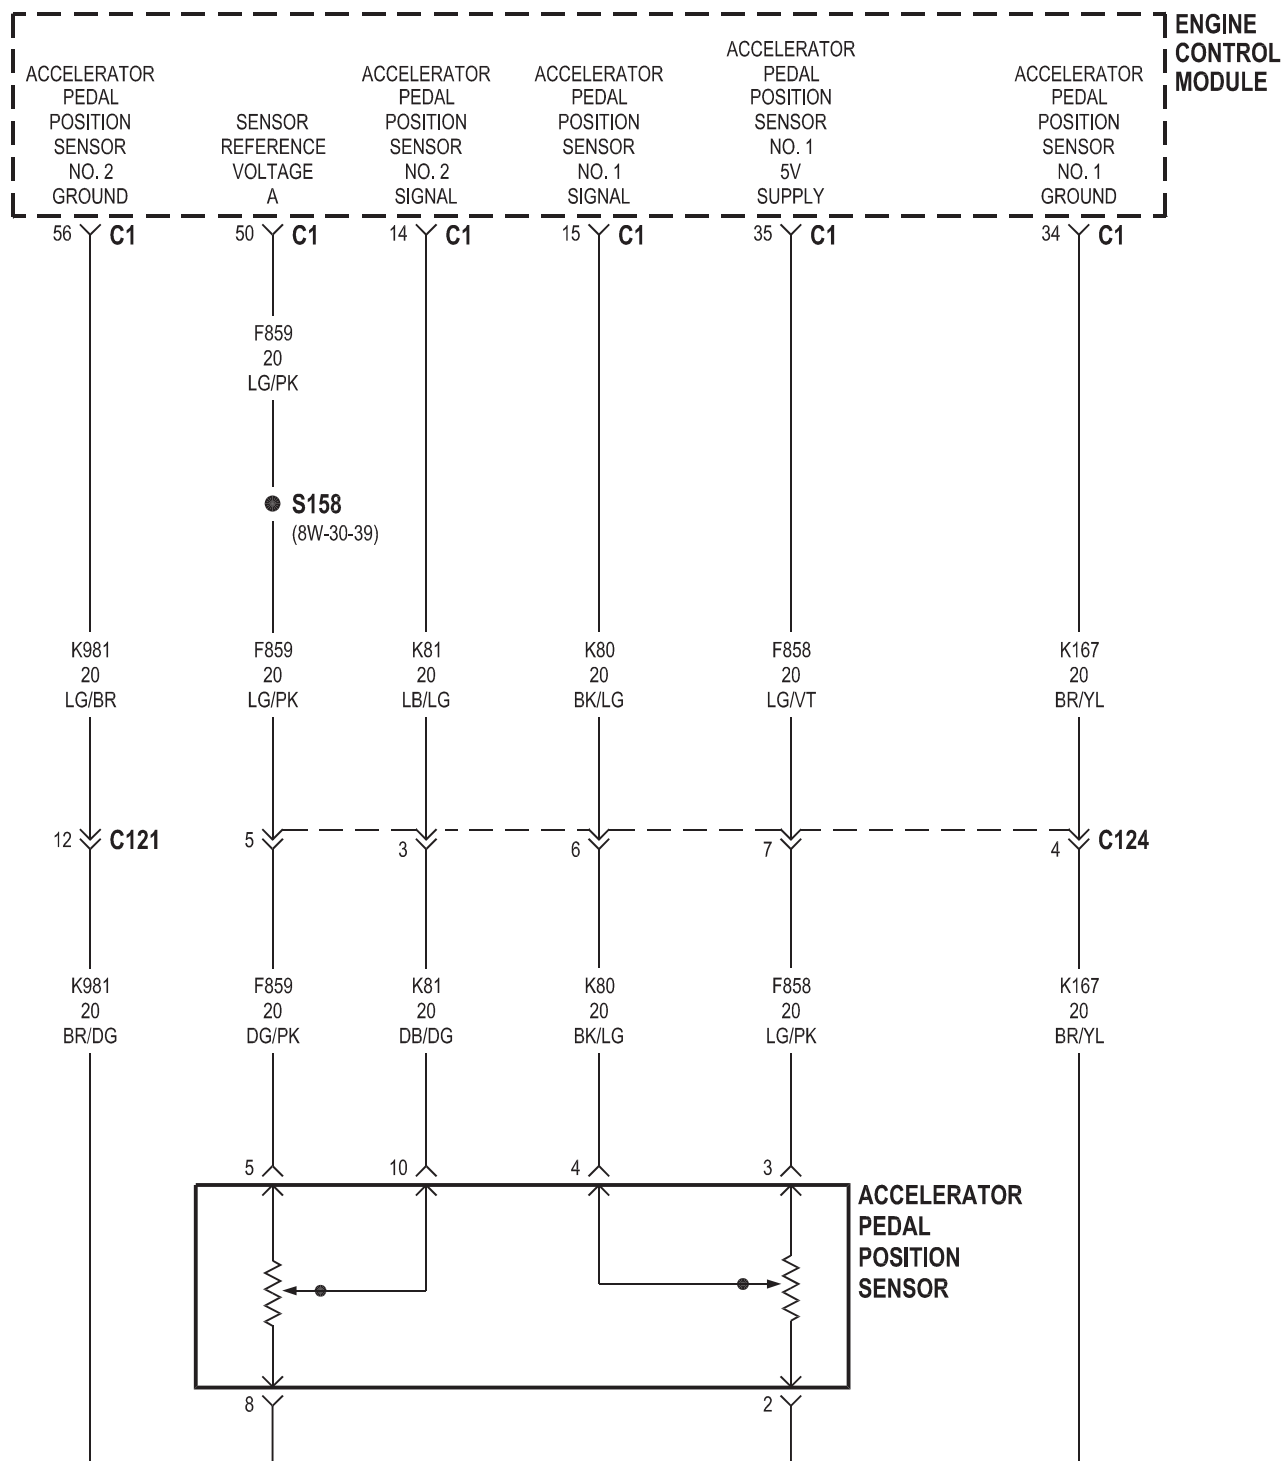 ENGINE
CONTROL
MODULE
ACCELERATOR
PEDAL
POSITION
SENSOR
NO. 2
GROUND
SENSOR
REFERENCE
VOLTAGE
A
ACCELERATOR
PEDAL
POSITION
SENSOR
NO. 2
SIGNAL
ACCELERATOR
PEDAL
POSITION
SENSOR
NO. 1
SIGNAL
ACCELERATOR
PEDAL
POSITION
SENSOR
NO. 1
5V
SUPPLY
ACCELERATOR
PEDAL
POSITION
SENSOR
NO. 1
GROUND
56 C1
50 C1
14 C1
15 C1
35 C1
34 C1
F859
20
LG/PK
S158
(8W-30-39)
K981
20
LG/BR
F859
20
LG/PK
K81
20
LB/LG
K80
20
BK/LG
F858
20
LG/VT
K167
20
BR/YL
12 C121
5
3
6
7
4 C124
K981
20
BR/DG
F859
20
DG/PK
K81
20
DB/DG
K80
20
BK/LG
F858
20
LG/PK
K167
20
BR/YL
5
10
4
3
ACCELERATOR
PEDAL
POSITION
SENSOR
8
2